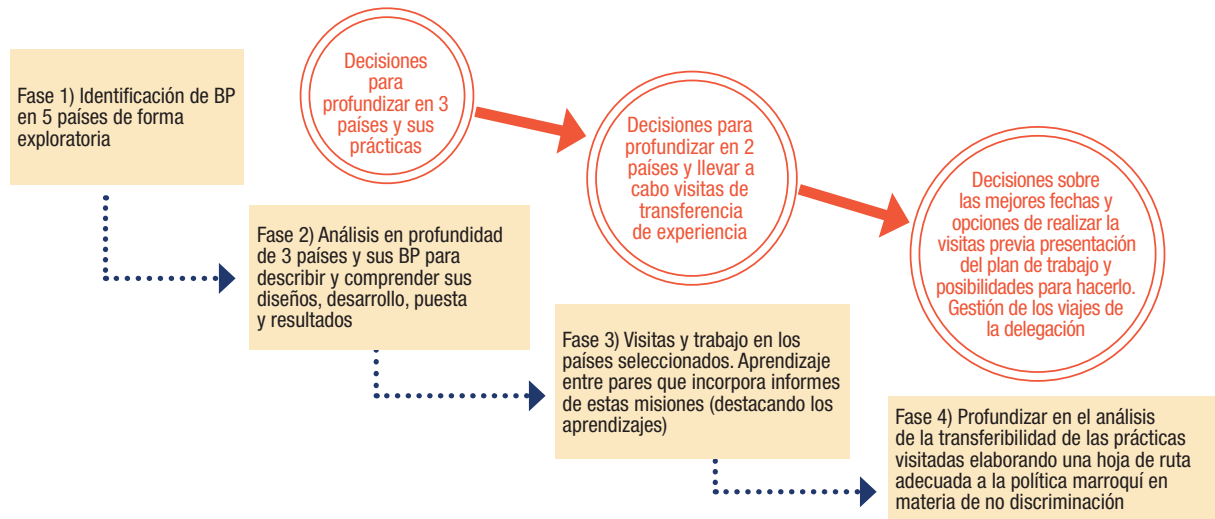 Fase 1) Identificación de BP
en 5 países de forma
exploratoria
Decisiones
para
profundizar en 3
países y sus
prácticas
Decisiones para
profundizar en 2
países y llevar a
cabo visitas de
transferencia
de experiencia
Decisiones sobre
las mejores fechas y
opciones de realizar la
visitas previa presentación
del plan de trabajo y
posibilidades para hacerlo.
Gestión de los viajes de
la delegación
Fase 2) Análisis en profundidad
de 3 países y sus BP para
describir y comprender sus
diseños, desarrollo, puesta
y resultados
Fase 3) Visitas y trabajo en los
países seleccionados. Aprendizaje
entre pares que incorpora informes
de estas misiones (destacando los
aprendizajes)
Fase 4) Profundizar en el análisis
de la transferibilidad de las prácticas
visitadas elaborando una hoja de ruta
adecuada a la política marroquí en
materia de no discriminación